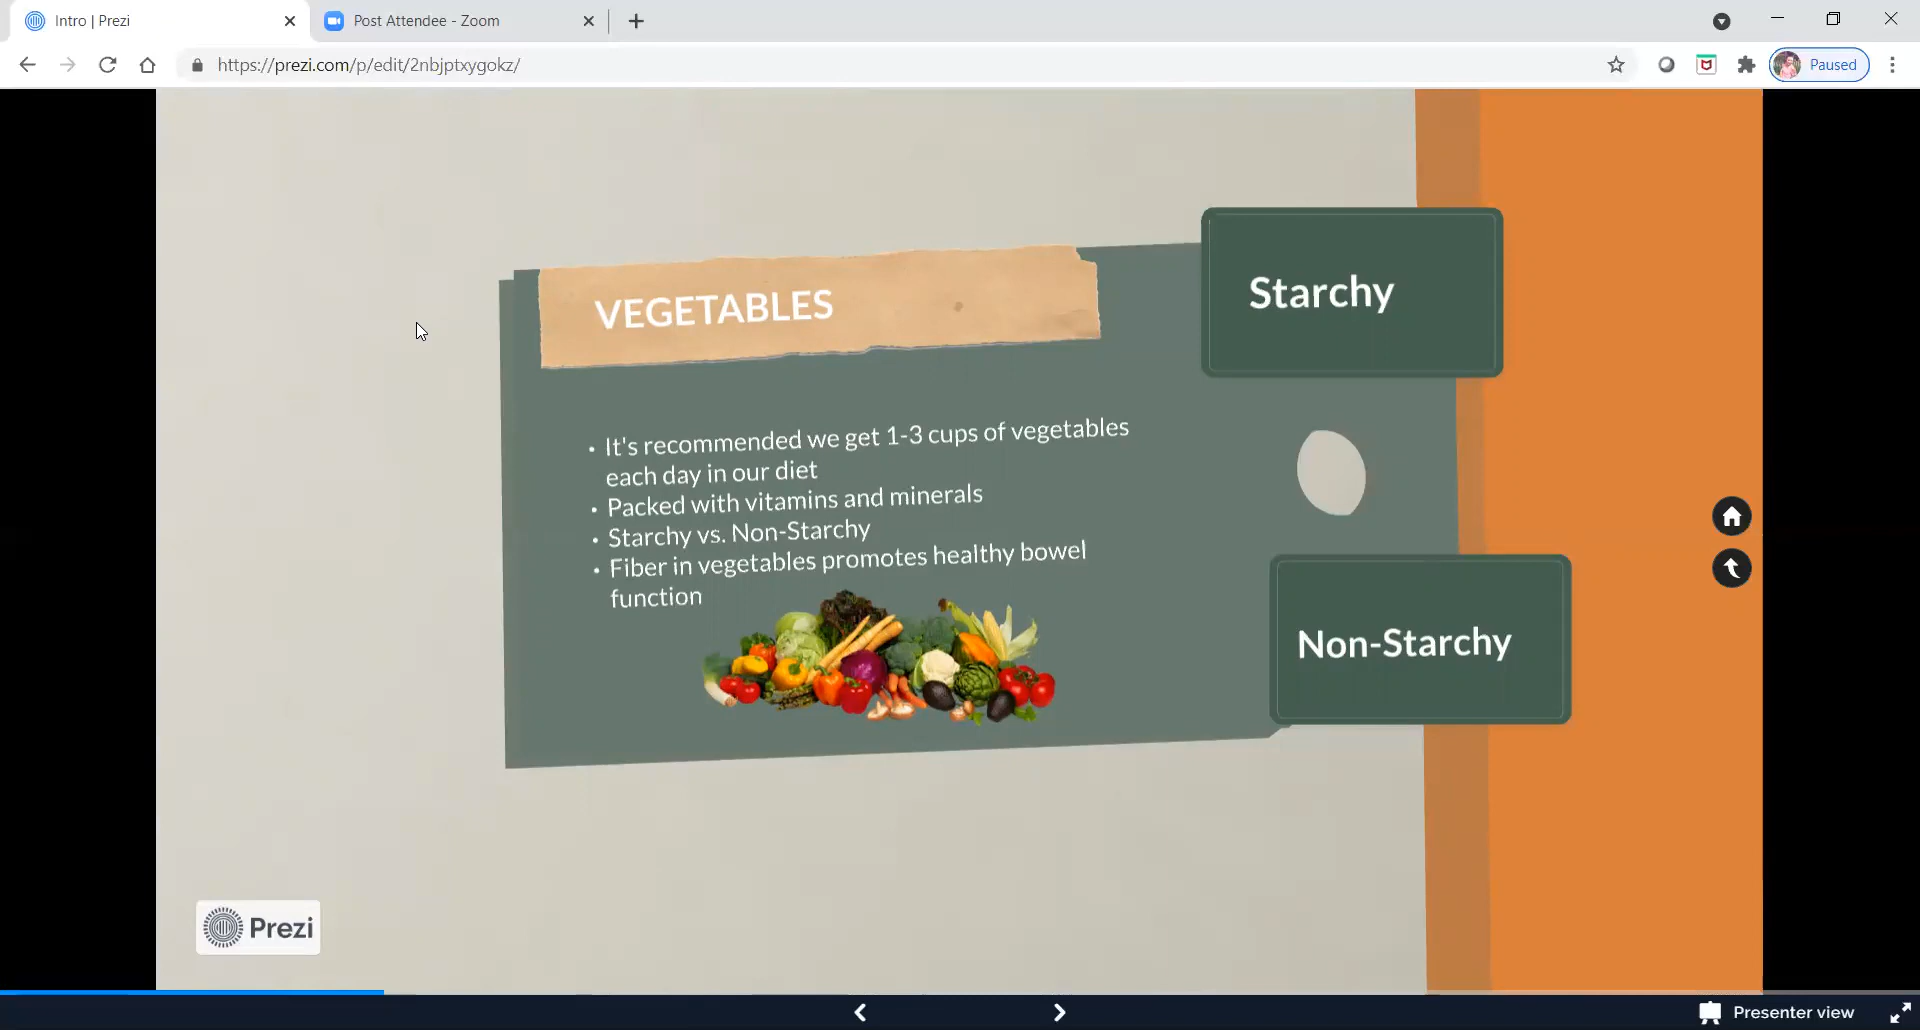 Intro | Prezi
Post Attendee - Zoom
https://prezi.com/p/edit/2nbjptxygokz/
Paused
VEGETABLES
• It's recommended we get 1-3 cups of vegetables
each day in our diet
• Packed with vitamins and minerals
• Starchy vs. Non-Starchy
• Fiber in vegetables promotes healthy bowel
function
Starchy
Non-Starchy
Prezi
Presenter view